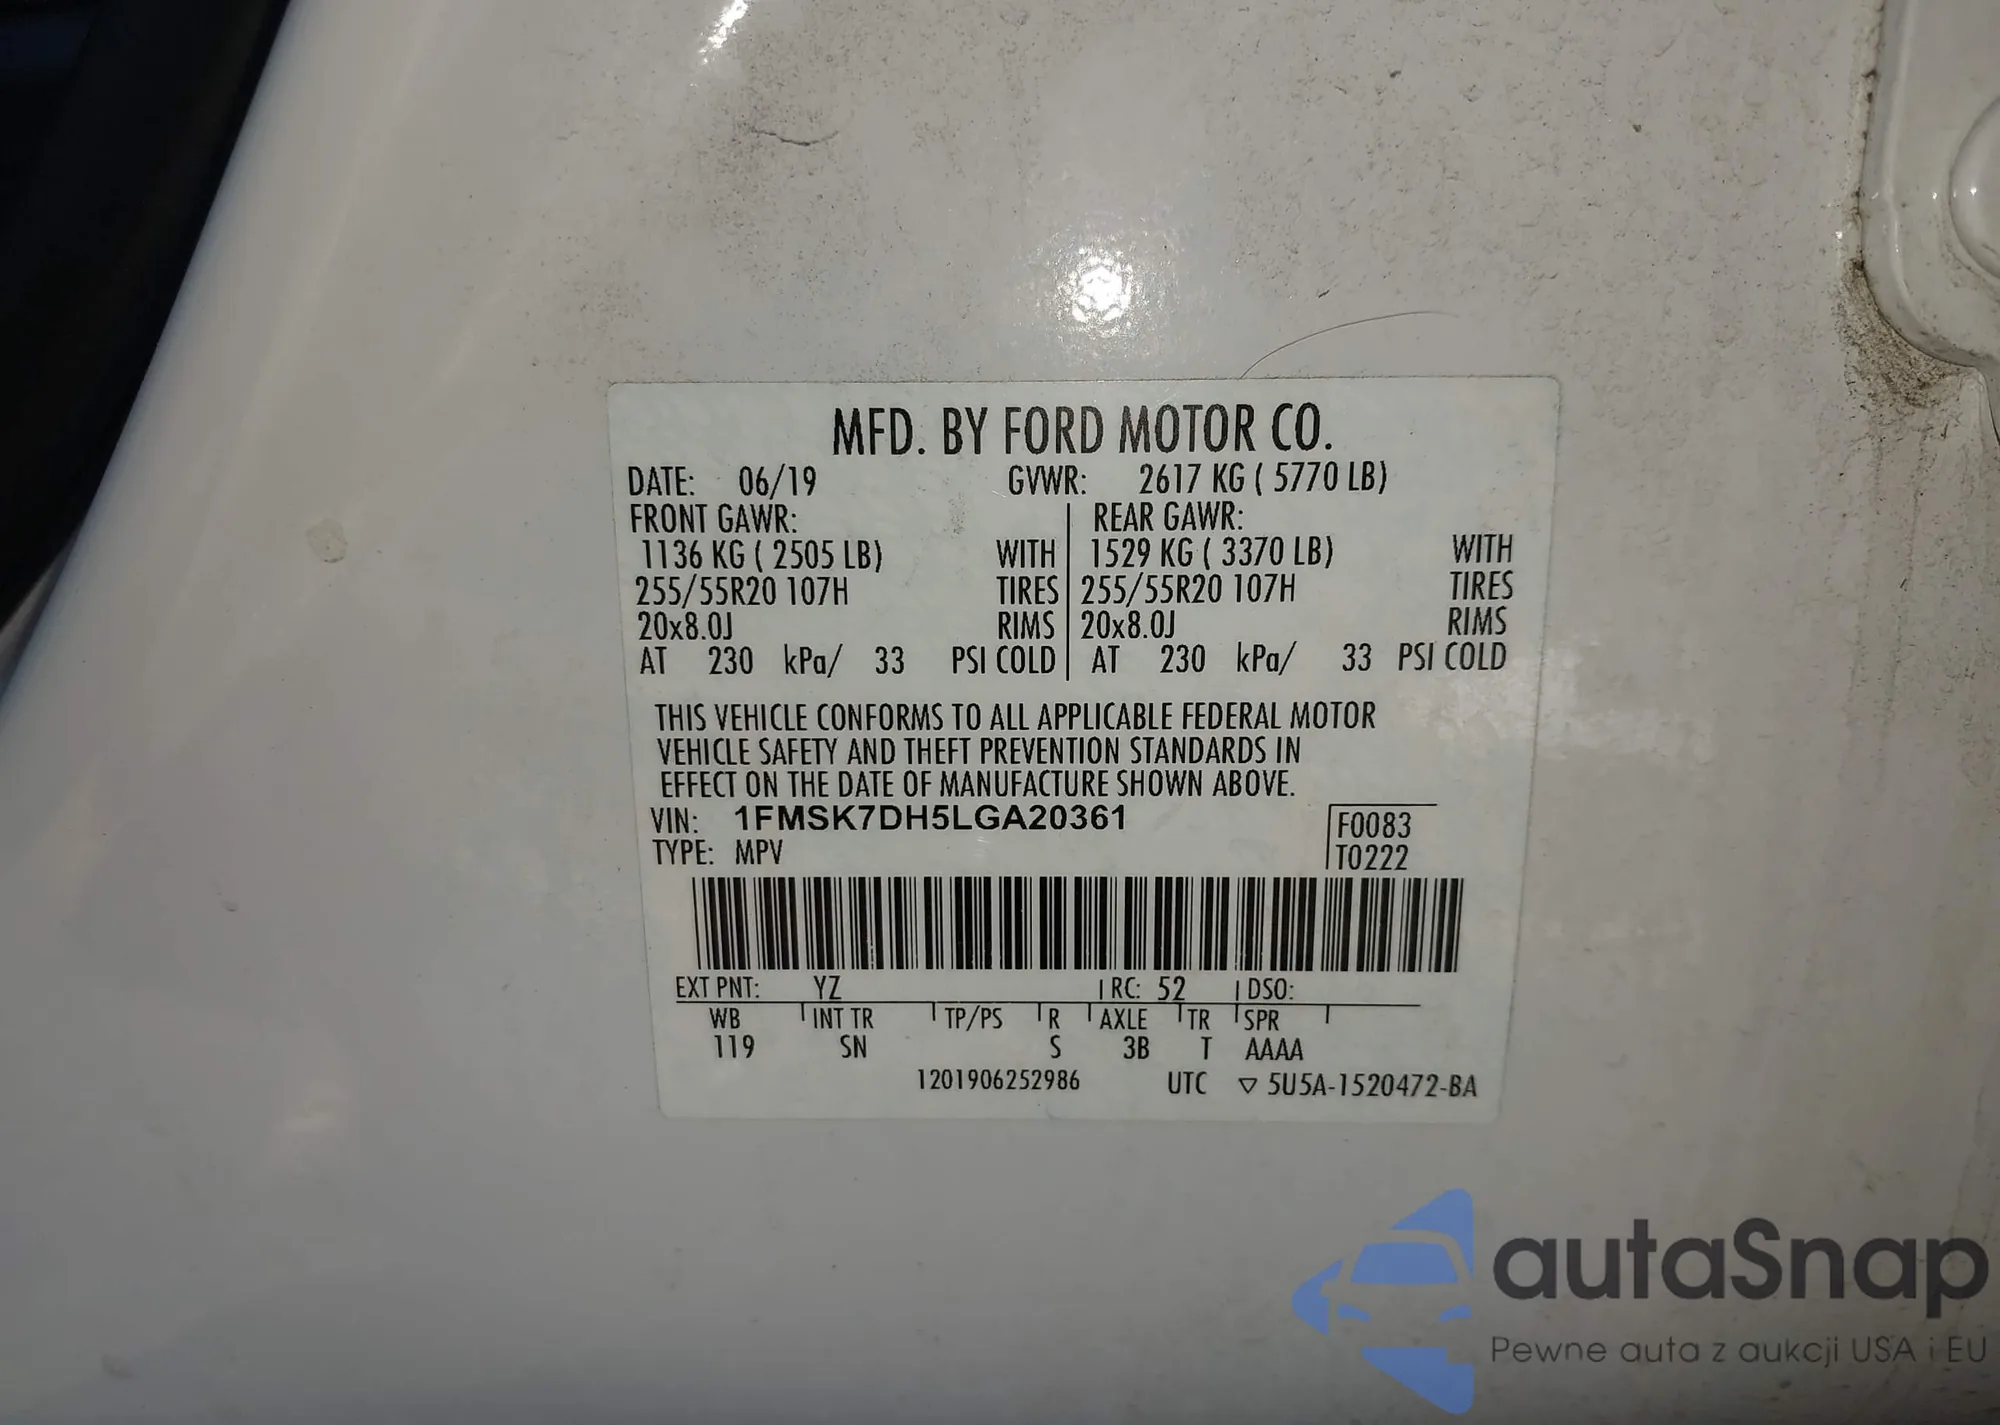 MFD. BY FORD MOTOR CO.
DATE: 06/19 GVWR: 2617 KG ( 5770 LB)
FRONT GAWR: REAR GAWR:
1136 KG ( 2505 LB) WITH 1529 KG ( 3370 LB) WITH
255/55R20 107H TIRES 255/55R20 107H TIRES
20x8.0J RIMS 20x8.0J RIMS
AT 230 kPa/ 33 PSI COLD AT 230 kPa/ 33 PSI COLD
THIS VEHICLE CONFORMS TO ALL APPLICABLE FEDERAL MOTOR
VEHICLE SAFETY AND THEFT PREVENTION STANDARDS IN
EFFECT ON THE DATE OF MANUFACTURE SHOWN ABOVE.
VIN: 1FMSK7DH5LGA20361 F0083
TYPE: MPV T0222
EXT PNT: YZ RC: 52 DSO:
WB INT TR TP/PS R AXLE TR SPR
119 SN S 3B T AAAA
1201906252986 UTC ▽ 5U5A-1520472-BA
autaSnap
Pewne auta z aukcji USA i EU